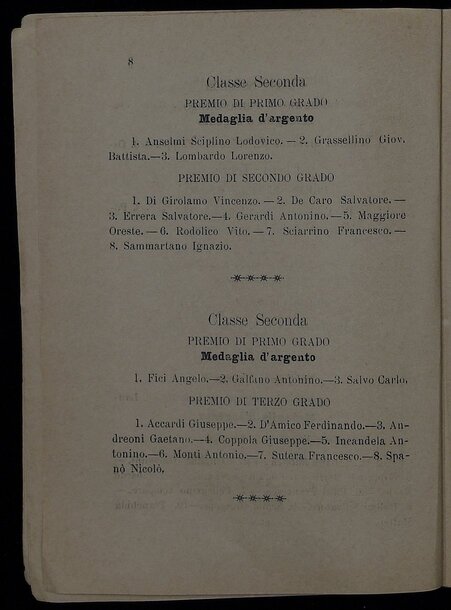 8
Classe Seconda
PREMIO DI PRIMO GRADO
Medaglia d'argento
1. Anselmi Sciplino Lodovico. — 2. Grassellino Giov.
Battista.—3. Lombardo Lorenzo.
PREMIO DI SECONDO GRADO
1. Di Girolamo Vincenzo. — 2. De Caro Salvatore. —
3. Errera Salvatore.—4. Gerardi Antonino.—5. Maggiore
Oreste. — 6. Rodolico Vito. — 7. Sciarrino Francesco. —
8. Sammartano Ignazio.
Classe Seconda
PREMIO DI PRIMO GRADO
Medaglia d'argento
1. Fici Angelo.—2. Galfano Antonino.—3. Salvo Carlo.
PREMIO DI TERZO GRADO
1. Accardi Giuseppe.—2. D'Amico Ferdinando.—3. An-
dreoni Gaetano.—4. Coppola Giuseppe.—5. Incandela An-
tonino.—6. Monti Antonio.—7. Sutera Francesco.—8. Spa-
nò Nicolò.